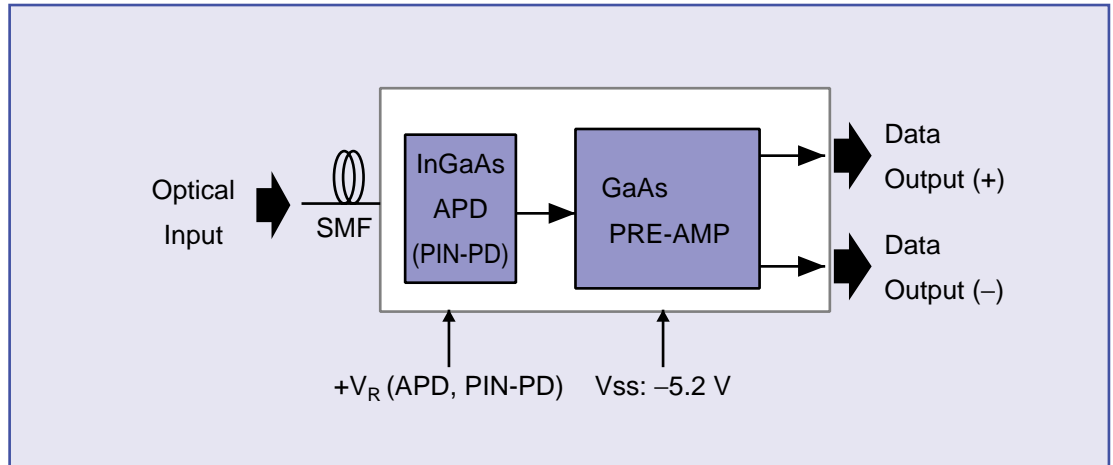 Optical
Input
SMF
InGaAs
APD
(PIN-PD)
GaAs
PRE-AMP
Data
Output (+)
Data
Output (−)
+VR (APD, PIN-PD)
Vss: −5.2 V